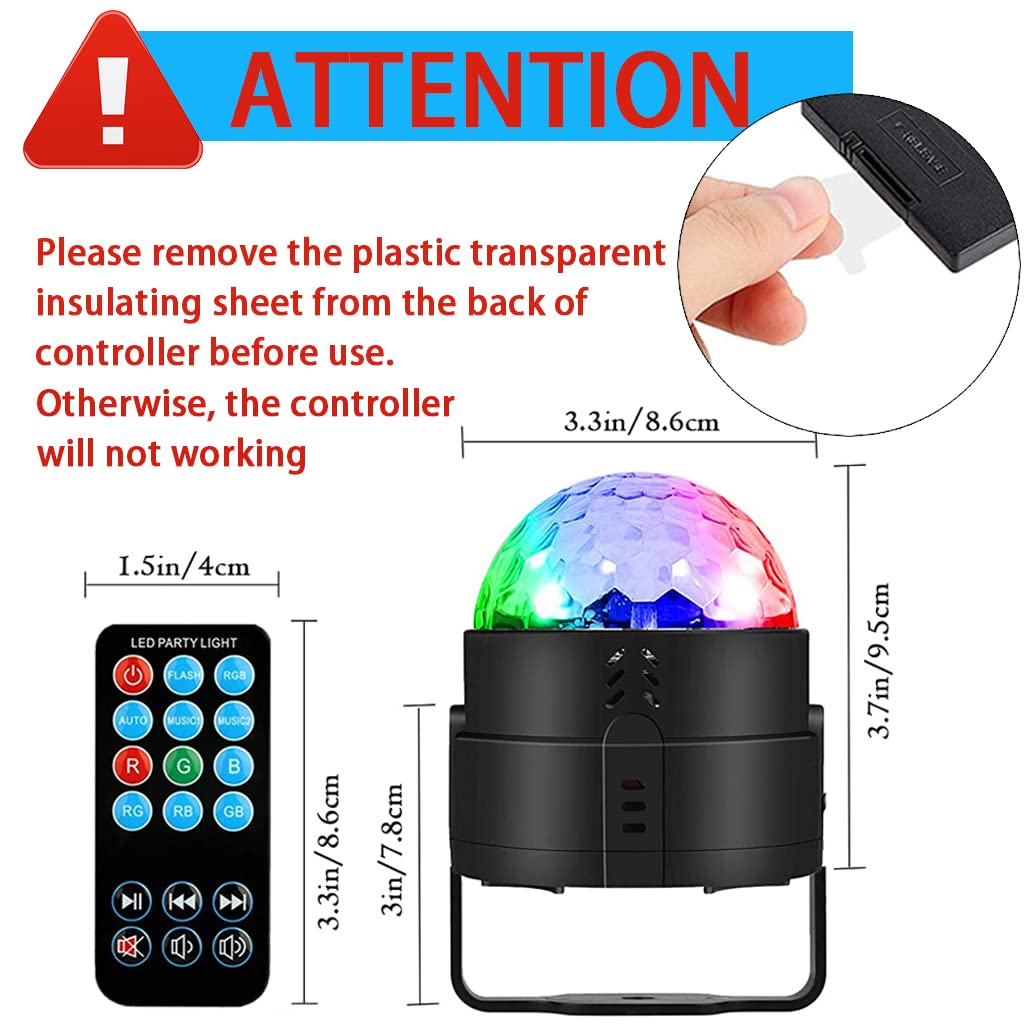 ATTENTION
Please remove the plastic transparent
insulating sheet from the back of
controller before use.
Otherwise, the controller
will not working
3.3in/8.6cm
1.5in/4cm
3.7in/9.5cm
3in/7.8cm
3.3in/8.6cm
LED PARTY LIGHT
FLASH RGB
AUTO MUSIC1 MUSIC2
R G B
RG RB GB